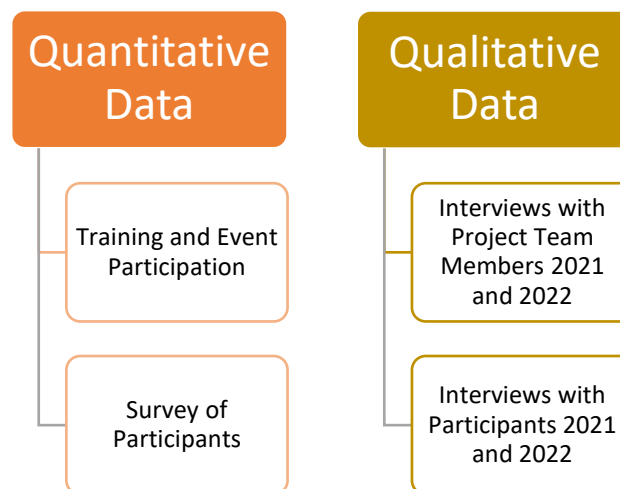 Quantitative
Data
Training and Event
Participation
Survey of
Participants
Qualitative
Data
Interviews with
Project Team
Members 2021
and 2022
Interviews with
Participants 2021
and 2022